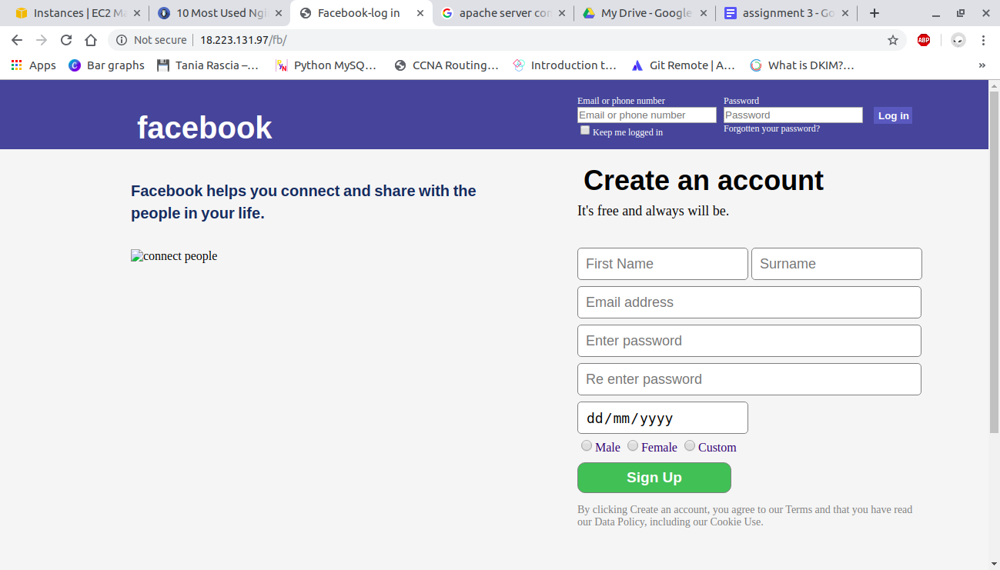 Instances | EC2 Ma
10 Most Used Ngi
Facebook-log in
apache server con
My Drive - Google
assignment 3 - Go
Not secure
18.223.131.97/fb/
ABP
Apps
Bar graphs
Tania Rascia –…
Python MySQ…
CCNA Routing…
Introduction t…
Git Remote | A…
What is DKIM?…
»
facebook
Email or phone number
Password
Email or phone number
Password
Log in
Keep me logged in
Forgotten your password?
Facebook helps you connect and share with the
people in your life.
connect people
Create an account
It's free and always will be.
First Name
Surname
Email address
Enter password
Re enter password
dd/mm/yyyy
Male Female Custom
Sign Up
By clicking Create an account, you agree to our Terms and that you have read
our Data Policy, including our Cookie Use.